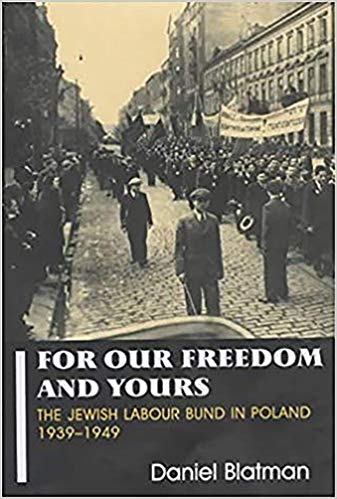 FOR OUR FREEDOM
AND YOURS
THE JEWISH LABOUR BUND IN POLAND
1939–1949
Daniel Blatman